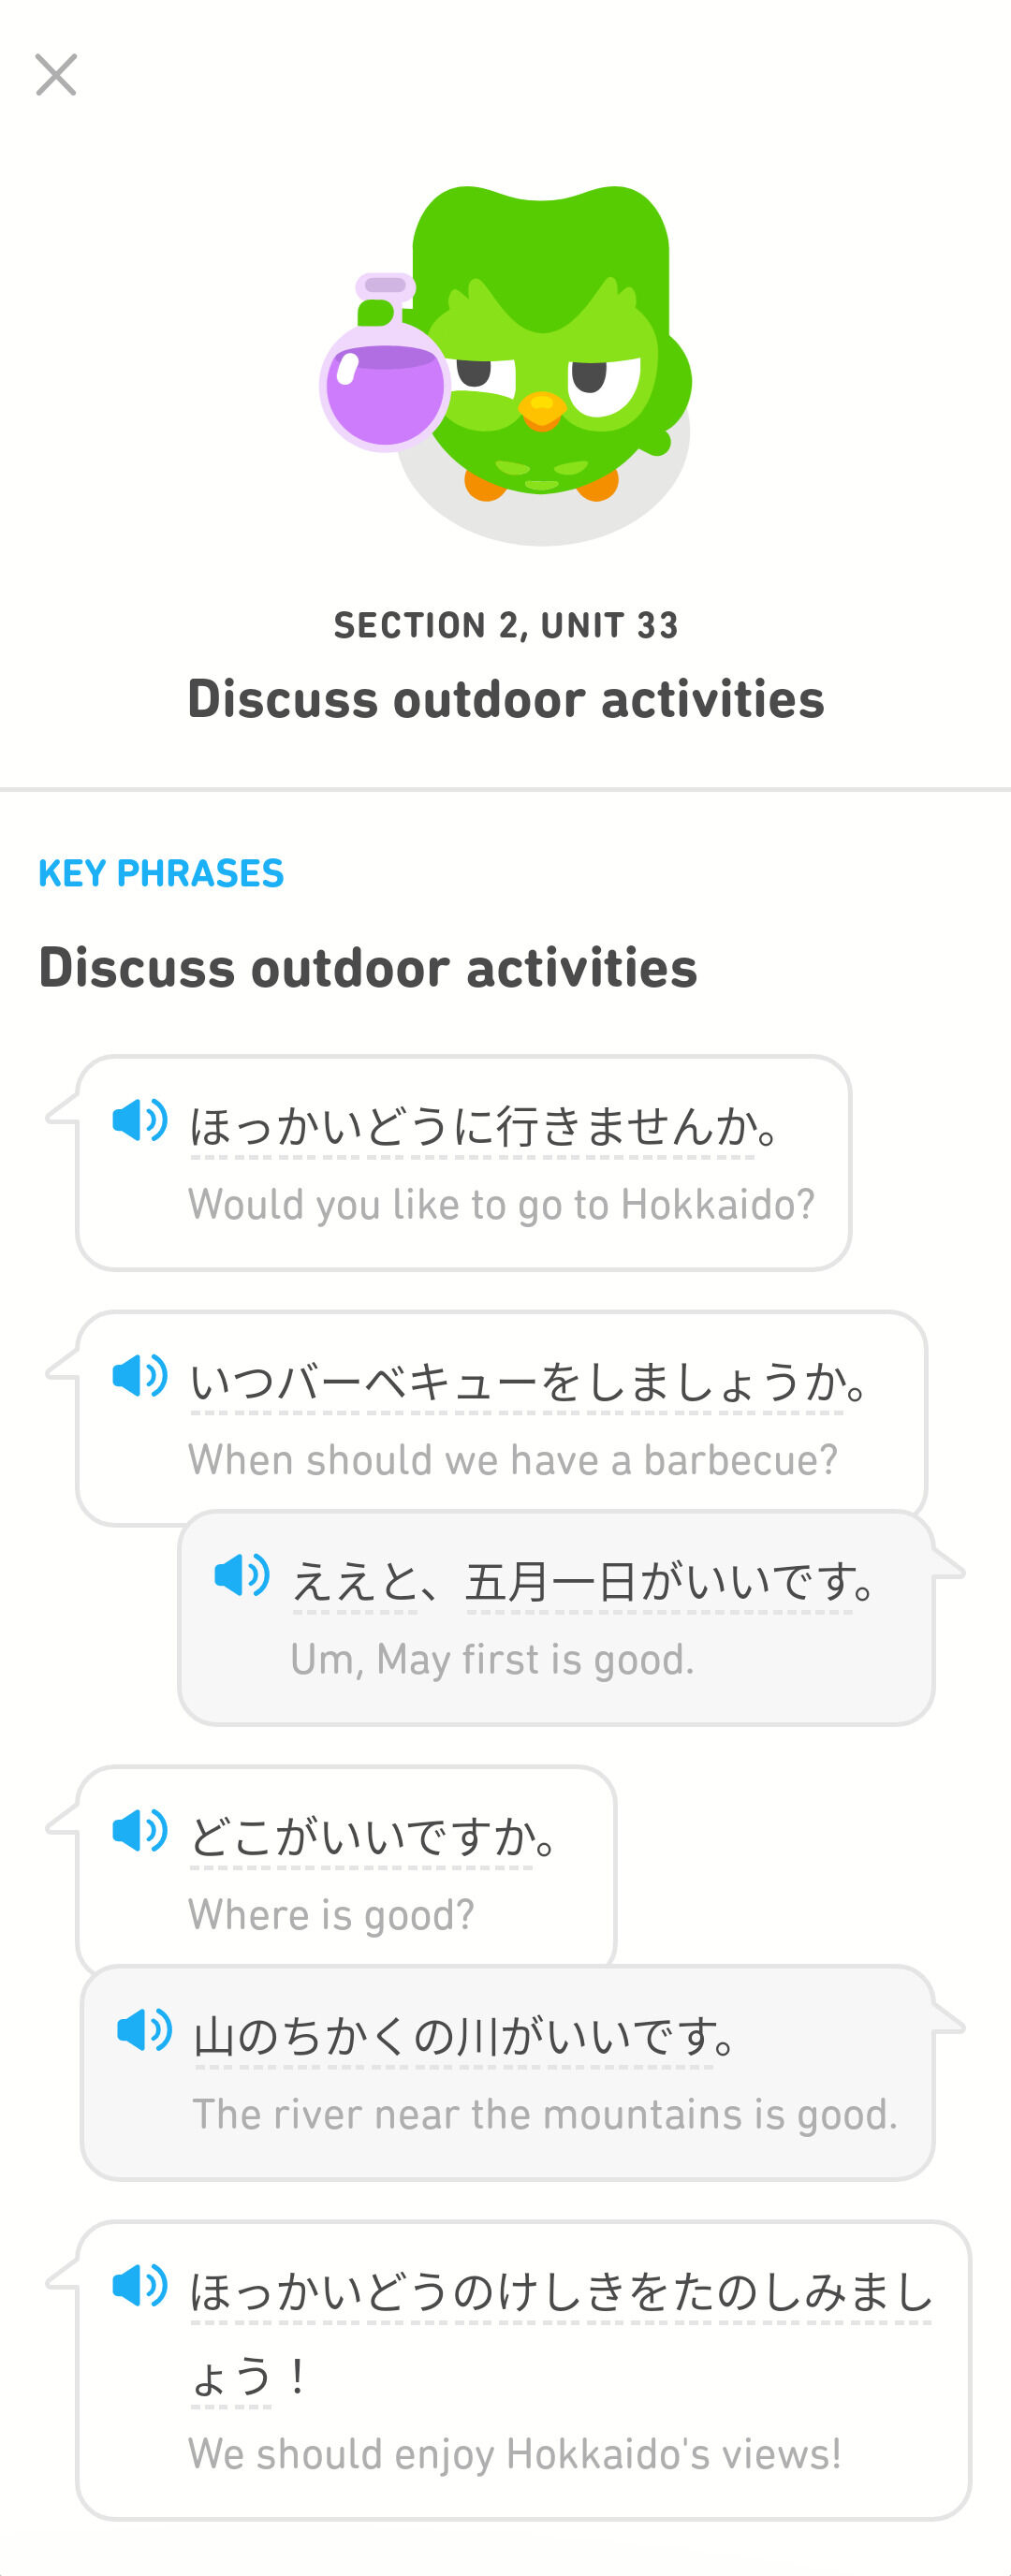 SECTION 2, UNIT 33
Discuss outdoor activities
KEY PHRASES
Discuss outdoor activities
ほっかいどうに行きませんか。
Would you like to go to Hokkaido?
いつバーベキューをしましょうか。
When should we have a barbecue?
ええと、五月一日がいいです。
Um, May first is good.
どこがいいですか。
Where is good?
山のちかくの川がいいです。
The river near the mountains is good.
ほっかいどうのけしきをたのしみまし
ょう！
We should enjoy Hokkaido's views!